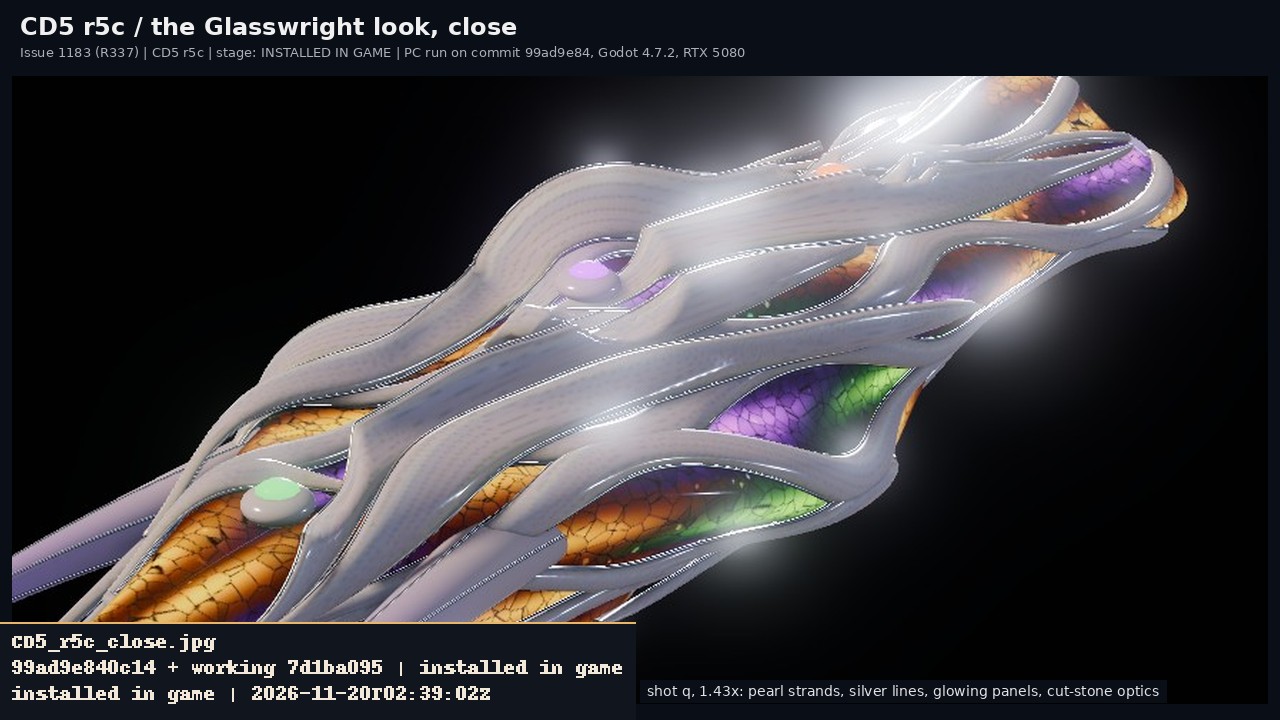 CD5 r5c / the Glasswright look, close
Issue 1183 (R337) | CD5 r5c | stage: INSTALLED IN GAME | PC run on commit 99ad9e84, Godot 4.7.2, RTX 5080
CD5_r5c_close.jpg
99ad9e840c14 + working 7d1ba095 | installed in game
installed in game | 2026-11-20T02:39:02Z
shot q, 1.43x: pearl strands, silver lines, glowing panels, cut-stone optics